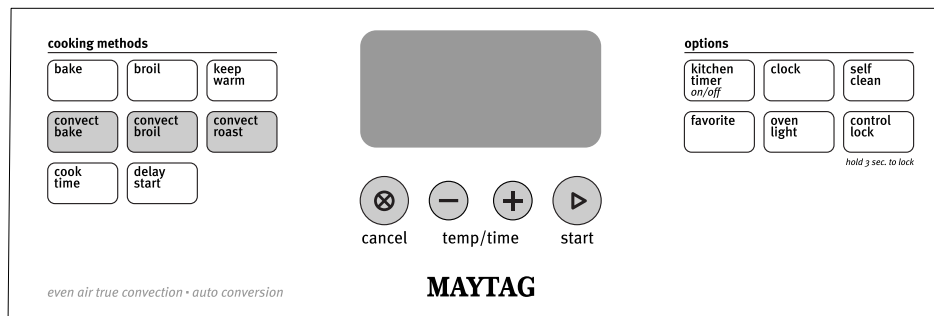 cooking methods
bake
broil
keep
warm
convect
bake
convect
broil
convect
roast
cook
time
delay
start
cancel
temp/time
start
options
kitchen
timer
on/off
clock
self
clean
favorite
oven
light
control
lock
hold 3 sec. to lock
even air true convection • auto conversion
MAYTAG